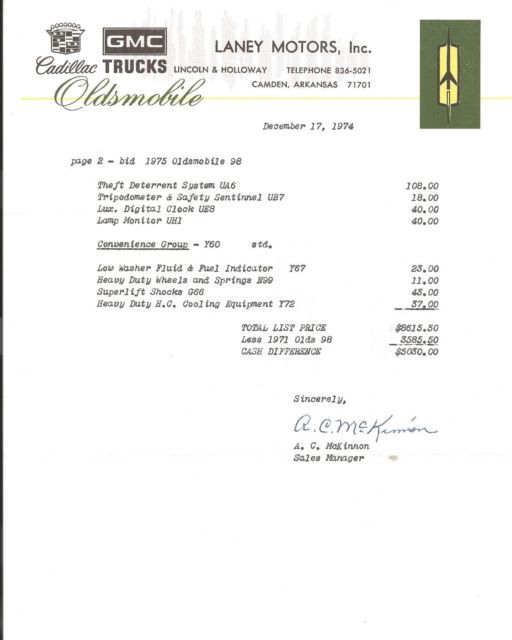 GMC
LANEY MOTORS, Inc.
Cadillac TRUCKS LINCOLN & HOLLOWAY TELEPHONE 836-5021
Oldsmobile CAMDEN, ARKANSAS 71701
December 17, 1974
page 2 - bid 1975 Oldsmobile 98
Theft Deterrent System UA6 108.00
Tripodometer & Safety Sentinnel UB7 18.00
Lux. Digital Clock UE8 40.00
Lamp Monitor UH1 40.00
Convenience Group - Y60 std.
Low Washer Fluid & Fuel Indicator Y67 23.00
Heavy Duty Wheels and Springs N99 11.00
Superlift Shocks G66 43.00
Heavy Duty H.C. Cooling Equipment Y72 37.00
TOTAL LIST PRICE $8615.50
Less 1971 Olds 98 3585.50
CASH DIFFERENCE $5030.00
Sincerely,
A. C. McKinnon
A. C. McKinnon
Sales Manager